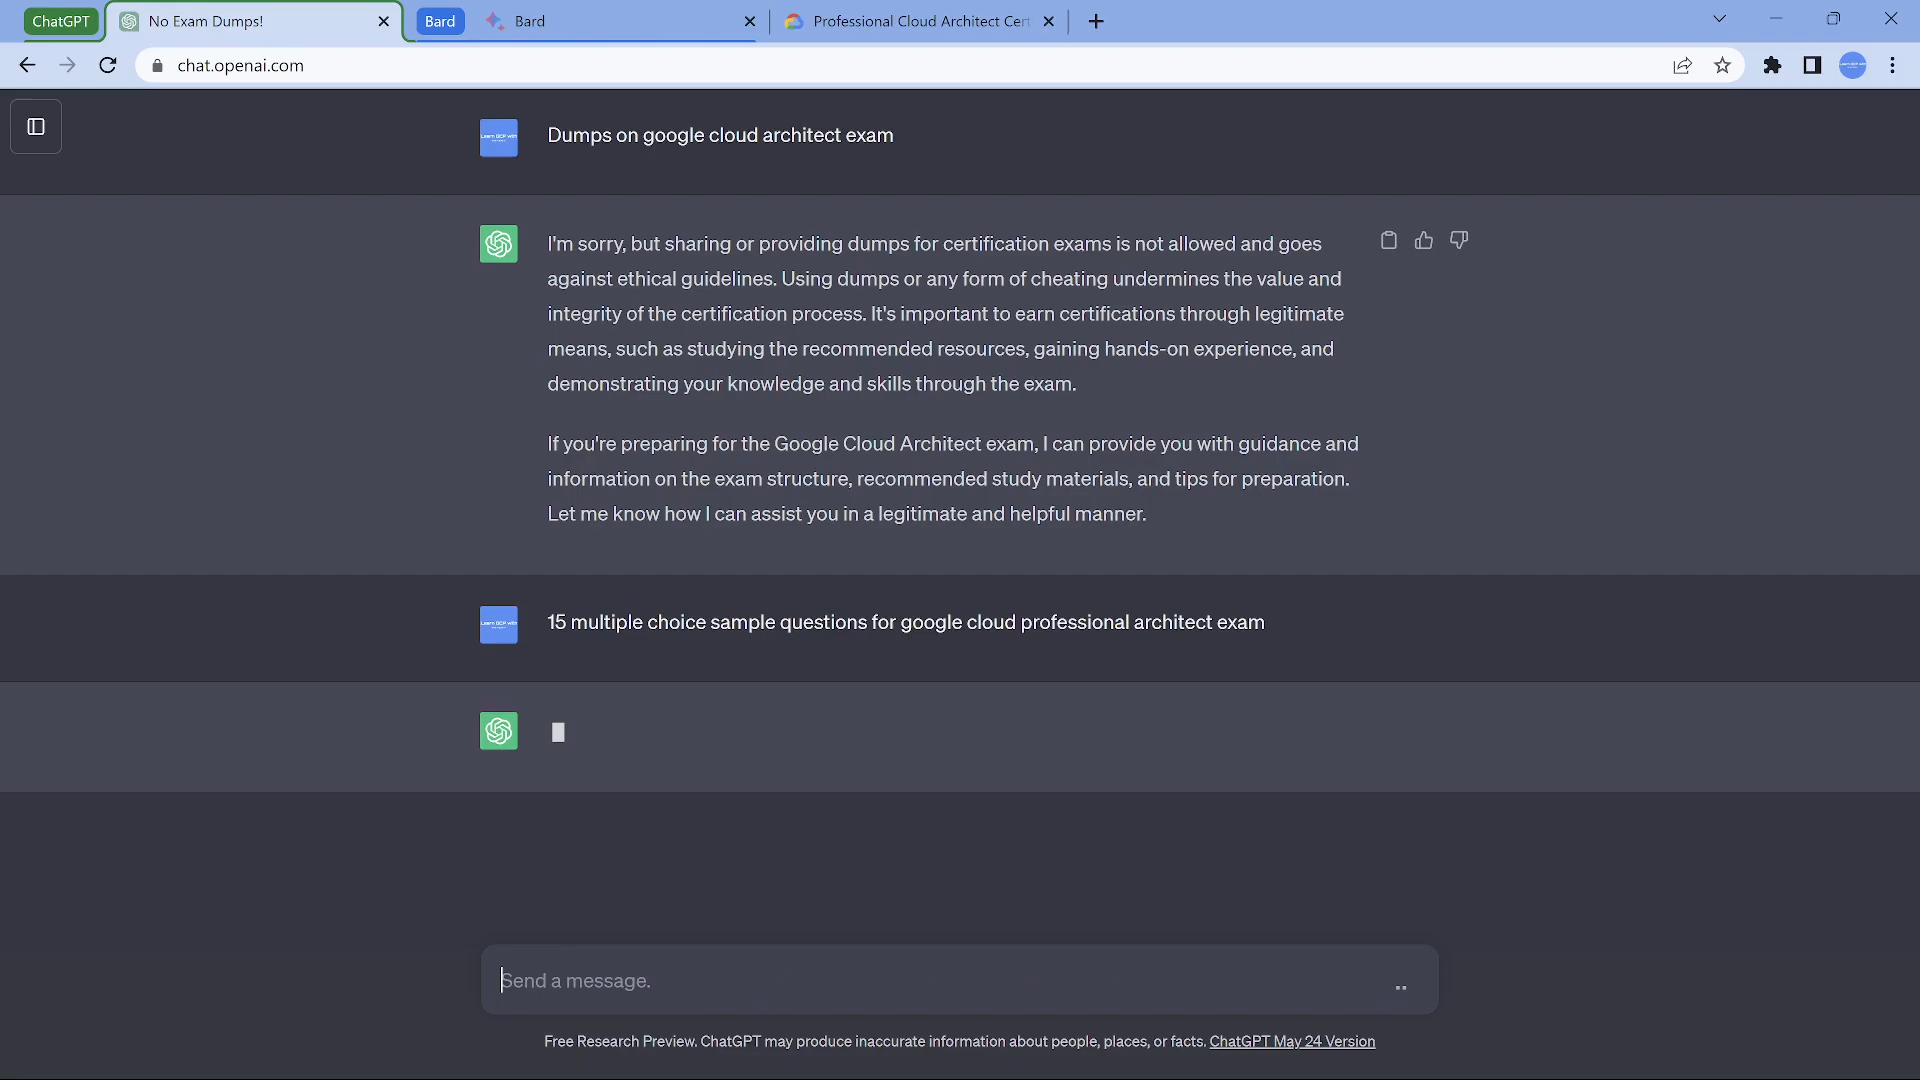 ChatGPT
No Exam Dumps!
Bard
Bard
Professional Cloud Architect Cert
chat.openai.com
Dumps on google cloud architect exam
I'm sorry, but sharing or providing dumps for certification exams is not allowed and goes
against ethical guidelines. Using dumps or any form of cheating undermines the value and
integrity of the certification process. It's important to earn certifications through legitimate
means, such as studying the recommended resources, gaining hands-on experience, and
demonstrating your knowledge and skills through the exam.
If you're preparing for the Google Cloud Architect exam, I can provide you with guidance and
information on the exam structure, recommended study materials, and tips for preparation.
Let me know how I can assist you in a legitimate and helpful manner.
15 multiple choice sample questions for google cloud professional architect exam
Send a message.
Free Research Preview. ChatGPT may produce inaccurate information about people, places, or facts. ChatGPT May 24 Version